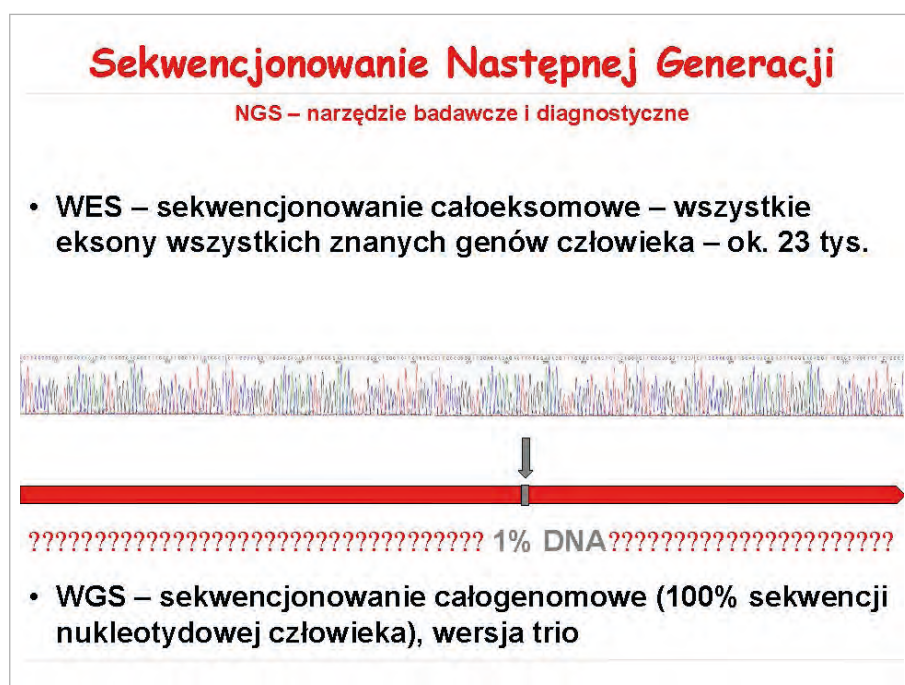 Sekwencjonowanie Następnej Generacji
NGS – narzędzie badawcze i diagnostyczne
• WES – sekwencjonowanie całoeksomowe – wszystkie
eksony wszystkich znanych genów człowieka – ok. 23 tys.
??????????????????????????????????? 1% DNA??????????????????????
• WGS – sekwencjonowanie całogenomowe (100% sekwencji
nukleotydowej człowieka), wersja trio